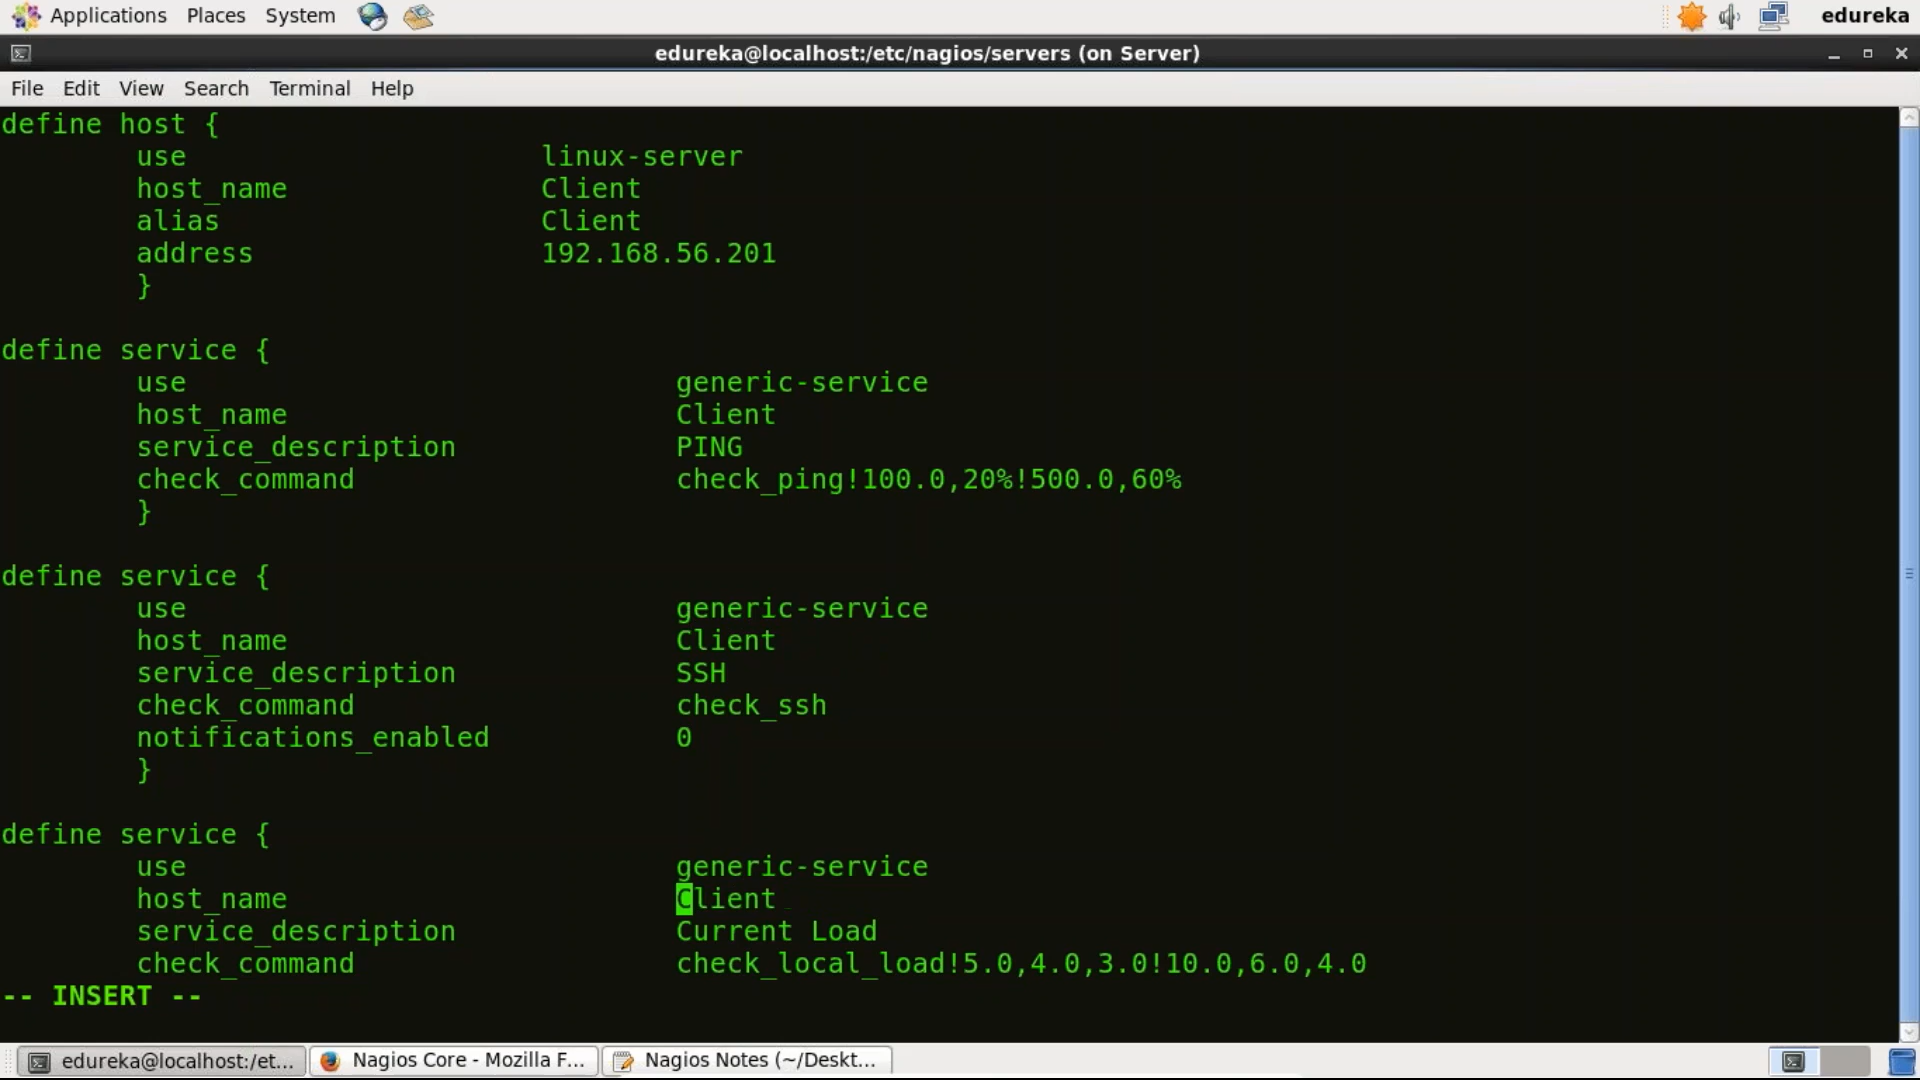 Applications Places System edureka
edureka@localhost:/etc/nagios/servers (on Server)
File Edit View Search Terminal Help
define host {
use linux-server
host_name Client
alias Client
address 192.168.56.201
}
define service {
use generic-service
host_name Client
service_description PING
check_command check_ping!100.0,20%!500.0,60%
}
define service {
use generic-service
host_name Client
service_description SSH
check_command check_ssh
notifications_enabled 0
}
define service {
use generic-service
host_name Client
service_description Current Load
check_command check_local_load!5.0,4.0,3.0!10.0,6.0,4.0
-- INSERT --
edureka@localhost:/et... Nagios Core - Mozilla F... Nagios Notes (~/Deskt...